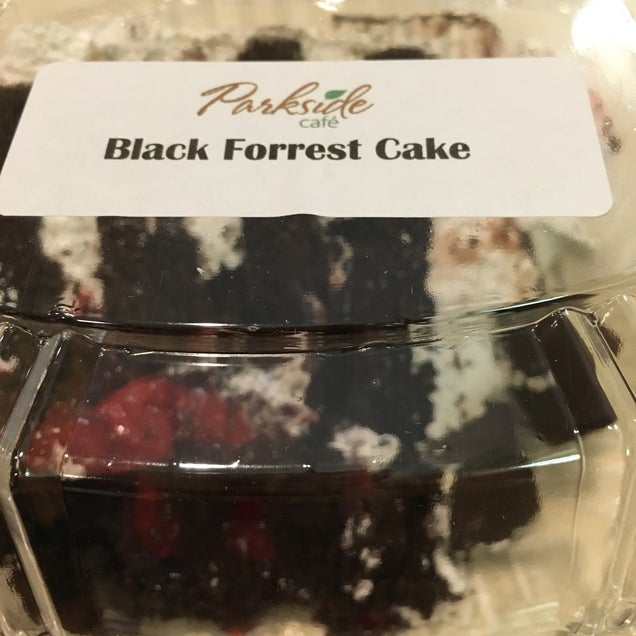 Parkside
café
Black Forrest Cake